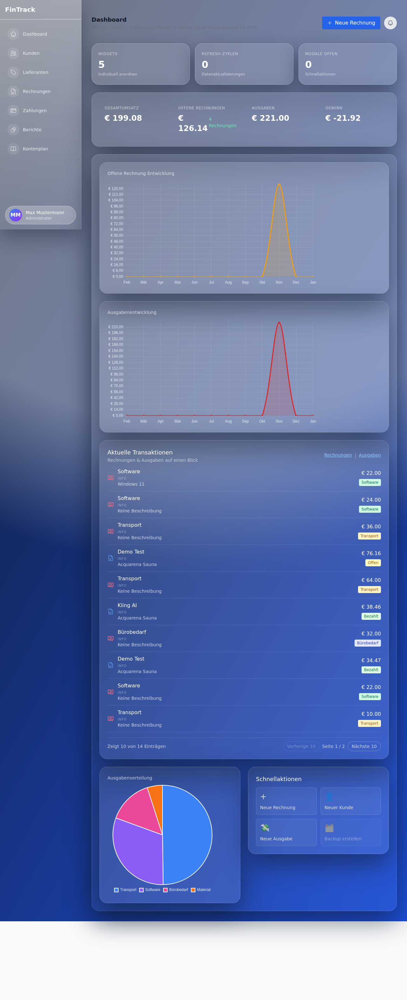 FinTrack
Dashboard
Kunden
Lieferanten
Rechnungen
Zahlungen
Berichte
Kontenplan
MM
Max Mustermann
Administrator
Dashboard
Umsatz, Zahlen und Trends in einem Liquid-Glass-Cockpit im Blick.
+ Neue Rechnung
WIDGETS
5
Individuell anordnen
REFRESH-ZYKLEN
0
Datenaktualisierungen
MODALE OFFEN
0
Schnellaktionen
GESAMTUMSATZ
€ 199.08
OFFENE RECHNUNGEN
€
126.14
4
Rechnungen
AUSGABEN
€ 221.00
GEWINN
€ -21.92
Offene Rechnung Entwicklung
€ 120,00
€ 112,00
€ 104,00
€ 96,00
€ 88,00
€ 80,00
€ 72,00
€ 64,00
€ 56,00
€ 48,00
€ 40,00
€ 32,00
€ 24,00
€ 16,00
€ 8,00
€ 0,00
Feb Mär Apr Mai Jun Jul Aug Sep Okt Nov Dez Jan
Ausgabenentwicklung
€ 210,00
€ 196,00
€ 182,00
€ 168,00
€ 154,00
€ 140,00
€ 126,00
€ 112,00
€ 98,00
€ 84,00
€ 70,00
€ 56,00
€ 42,00
€ 28,00
€ 14,00
€ 0,00
Feb Mär Apr Mai Jun Jul Aug Sep Okt Nov Dez Jan
Aktuelle Transaktionen
Rechnungen & Ausgaben auf einen Blick
Rechnungen | Ausgaben
Software
INFO
Windows 11
€ 22.00
Software
Software
INFO
Keine Beschreibung
€ 24.00
Software
Transport
INFO
Keine Beschreibung
€ 36.00
Transport
Demo Test
INFO
Acquarena Sauna
€ 76.16
Offen
Transport
INFO
Keine Beschreibung
€ 64.00
Transport
Kling AI
INFO
Acquarena Sauna
€ 38.46
Bezahlt
Bürobedarf
INFO
Keine Beschreibung
€ 32.00
Bürobedarf
Demo Test
INFO
Acquarena Sauna
€ 34.47
Bezahlt
Software
INFO
Keine Beschreibung
€ 22.00
Software
Transport
INFO
Keine Beschreibung
€ 10.00
Transport
Zeigt 10 von 14 Einträgen
Vorherige 10 Seite 1 / 2 Nächste 10
Ausgabenverteilung
Transport Software Bürobedarf Material
Schnellaktionen
+
Neue Rechnung
Neuer Kunde
Neue Ausgabe
Backup erstellen